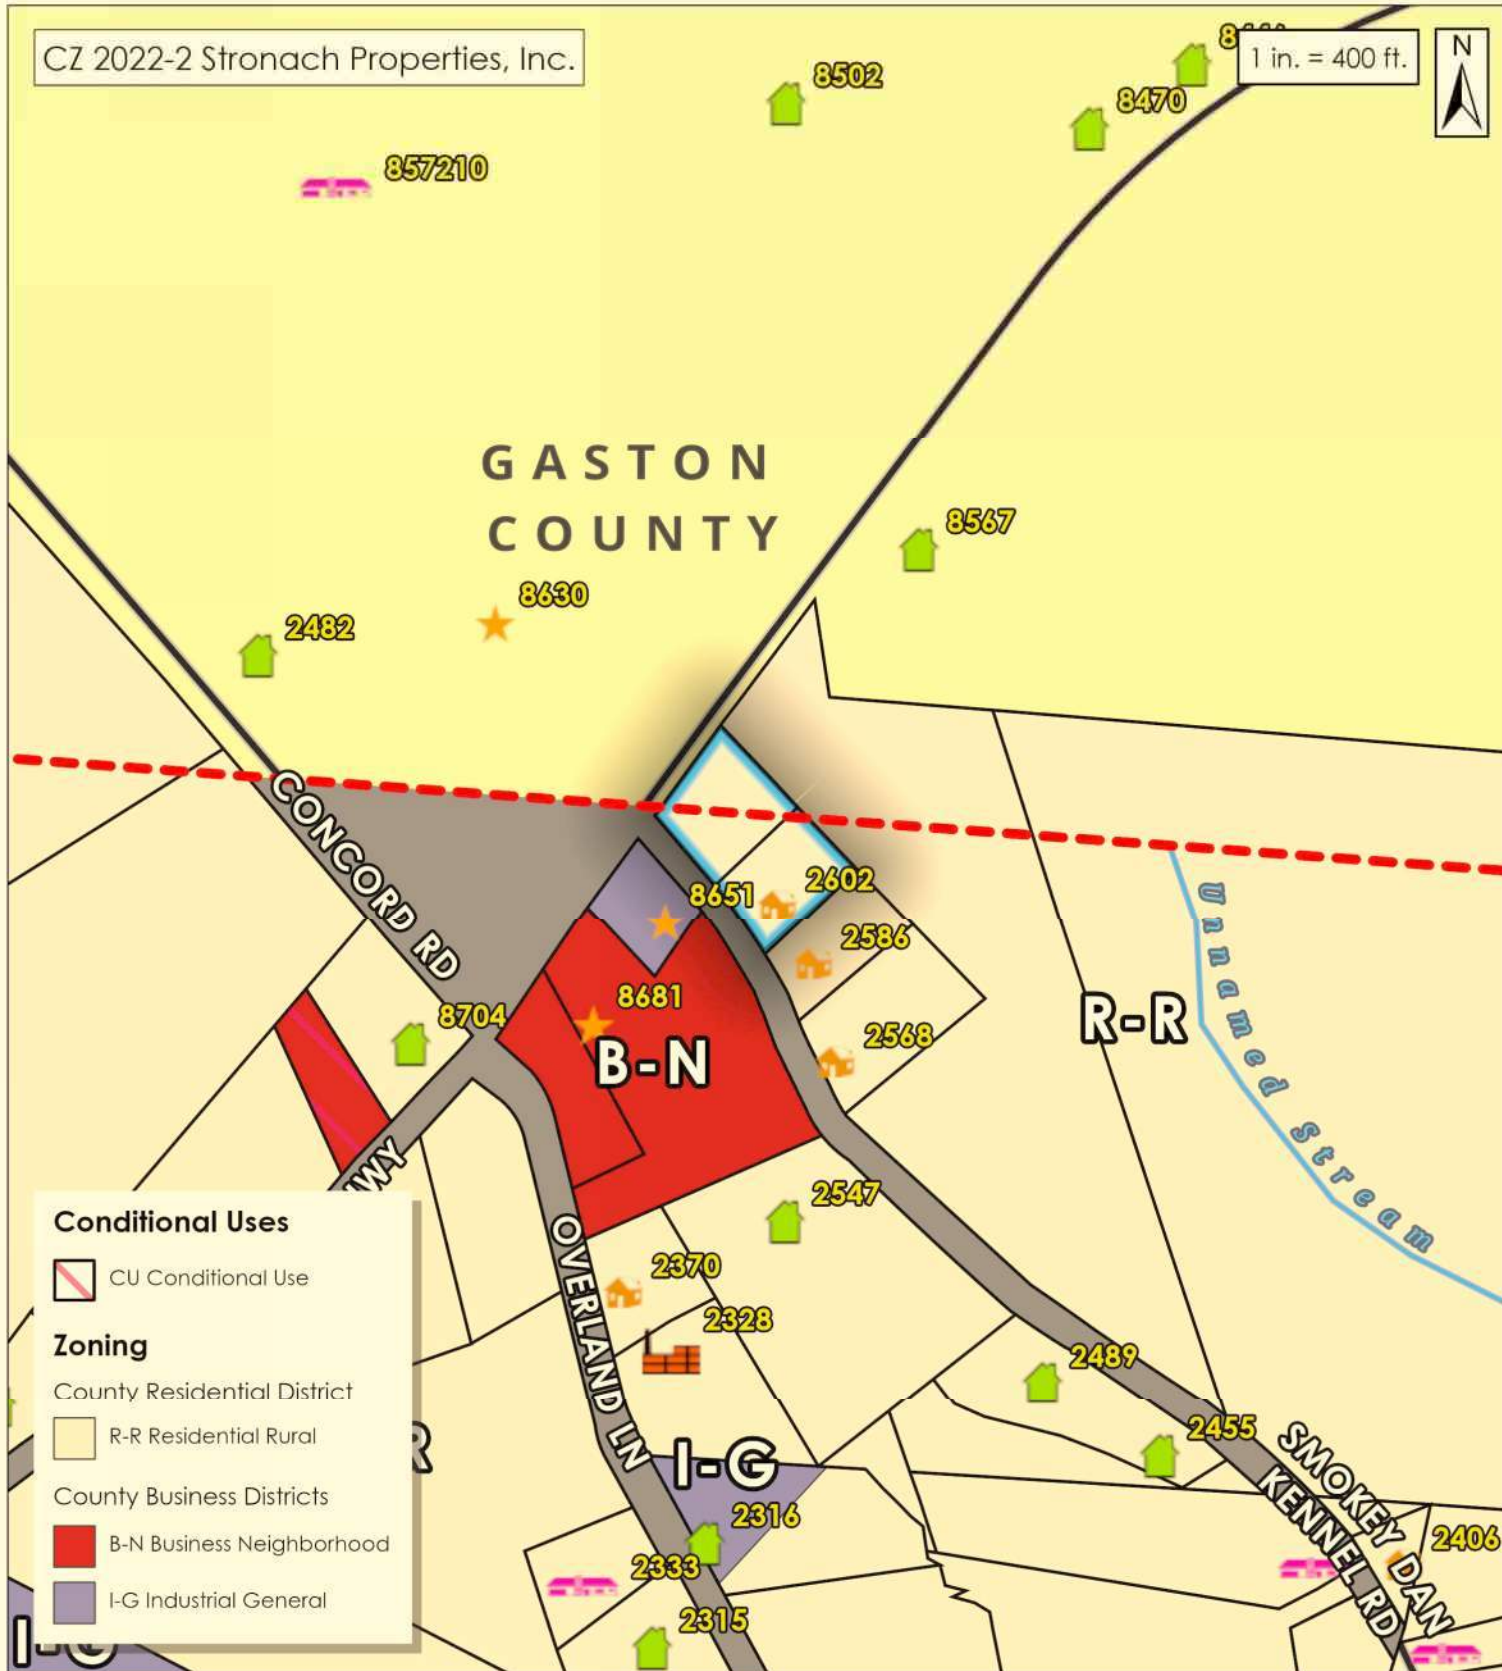 CZ 2022-2 Stronach Properties, Inc.
1 in. = 400 ft.
N
8502
8470
857210
GASTON
COUNTY
8567
8630
2482
CONCORD RD
2602
8651
2586
8681
8704
2568
B-N
R-R
Unnamed Stream
HWY
2547
OVERLAND LN
2370
2328
2489
2455
I-G
2316
SMOKEY DAN
KENNEL RD
2406
2333
2315
Conditional Uses
CU Conditional Use
Zoning
County Residential District
R-R Residential Rural
County Business Districts
B-N Business Neighborhood
I-G Industrial General
R
I-G